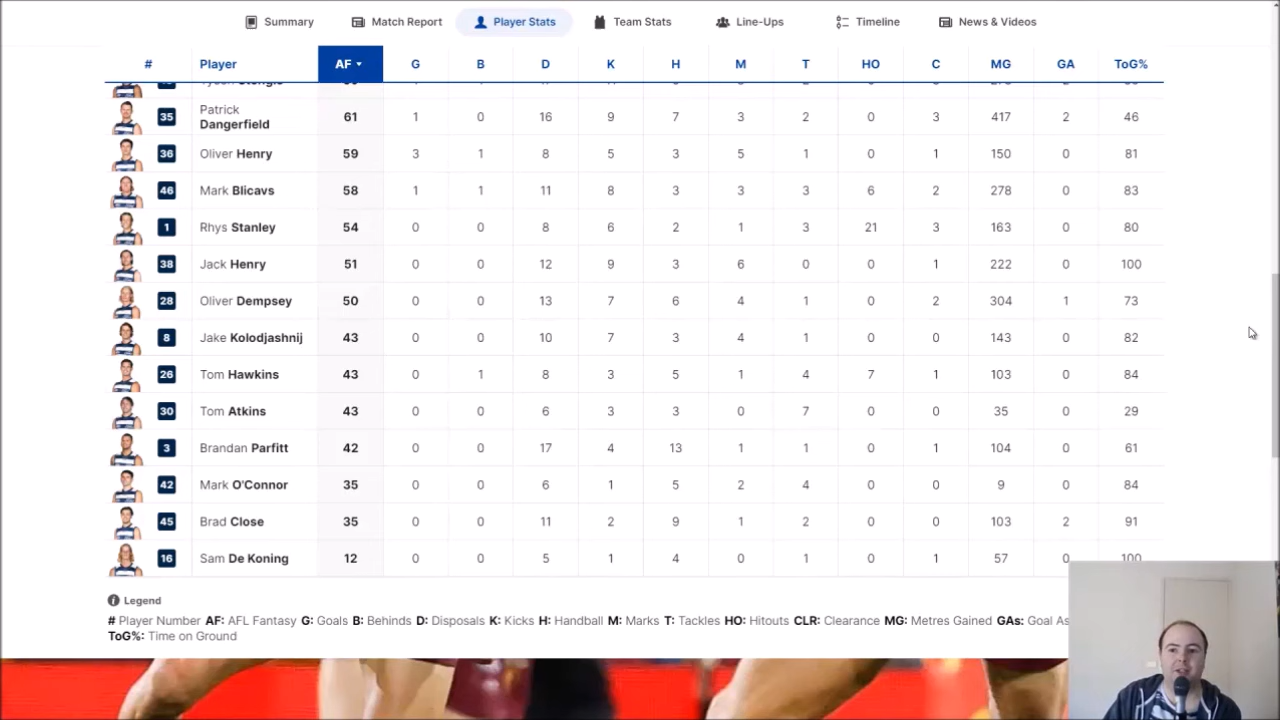 Summary Match Report Player Stats Team Stats Line-Ups Timeline News & Videos
# Player AF G B D K H M T HO C MG GA ToG%
35 Patrick Dangerfield 61 1 0 16 9 7 3 2 0 3 417 2 46
36 Oliver Henry 59 3 1 8 5 3 5 1 0 1 150 0 81
46 Mark Blicavs 58 1 1 11 8 3 3 3 6 2 278 0 83
1 Rhys Stanley 54 0 0 8 6 2 1 3 21 3 163 0 80
38 Jack Henry 51 0 0 12 9 3 6 0 0 1 222 0 100
28 Oliver Dempsey 50 0 0 13 7 6 4 1 0 2 304 1 73
8 Jake Kolodjashnij 43 0 0 10 7 3 4 1 0 0 143 0 82
26 Tom Hawkins 43 0 1 8 3 5 1 4 7 1 103 0 84
30 Tom Atkins 43 0 0 6 3 3 0 7 0 0 35 0 29
3 Brandan Parfitt 42 0 0 17 4 13 1 1 0 1 104 0 61
42 Mark O'Connor 35 0 0 6 1 5 2 4 0 0 9 0 84
45 Brad Close 35 0 0 11 2 9 1 2 0 0 103 2 91
16 Sam De Koning 12 0 0 5 1 4 0 1 0 1 57 0 100
Legend
# Player Number AF: AFL Fantasy G: Goals B: Behinds D: Disposals K: Kicks H: Handball M: Marks T: Tackles HO: Hitouts CLR: Clearance MG: Metres Gained GAs: Goal As
ToG%: Time on Ground